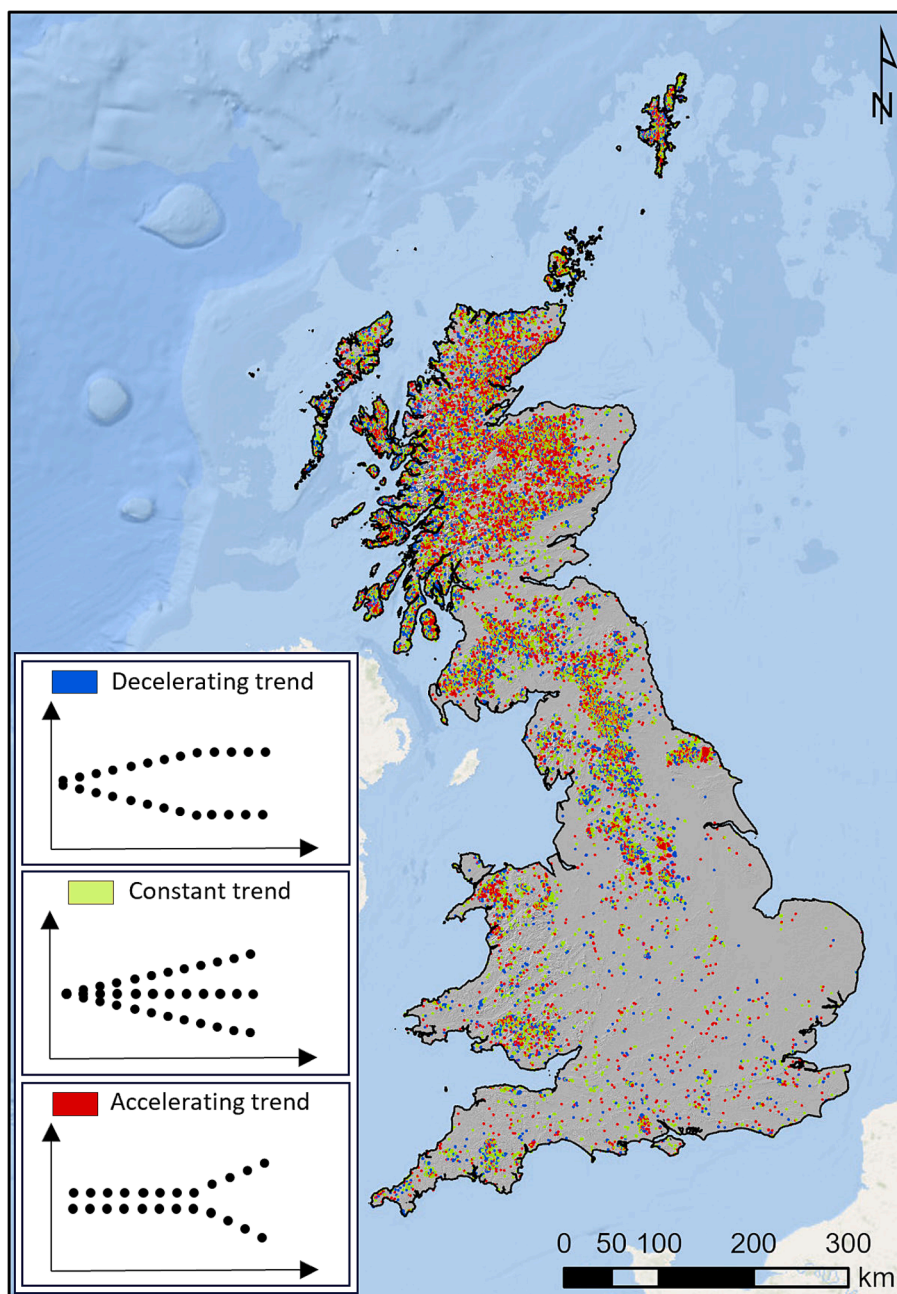 N
Decelerating trend
Constant trend
Accelerating trend
0 50 100 200 300
km